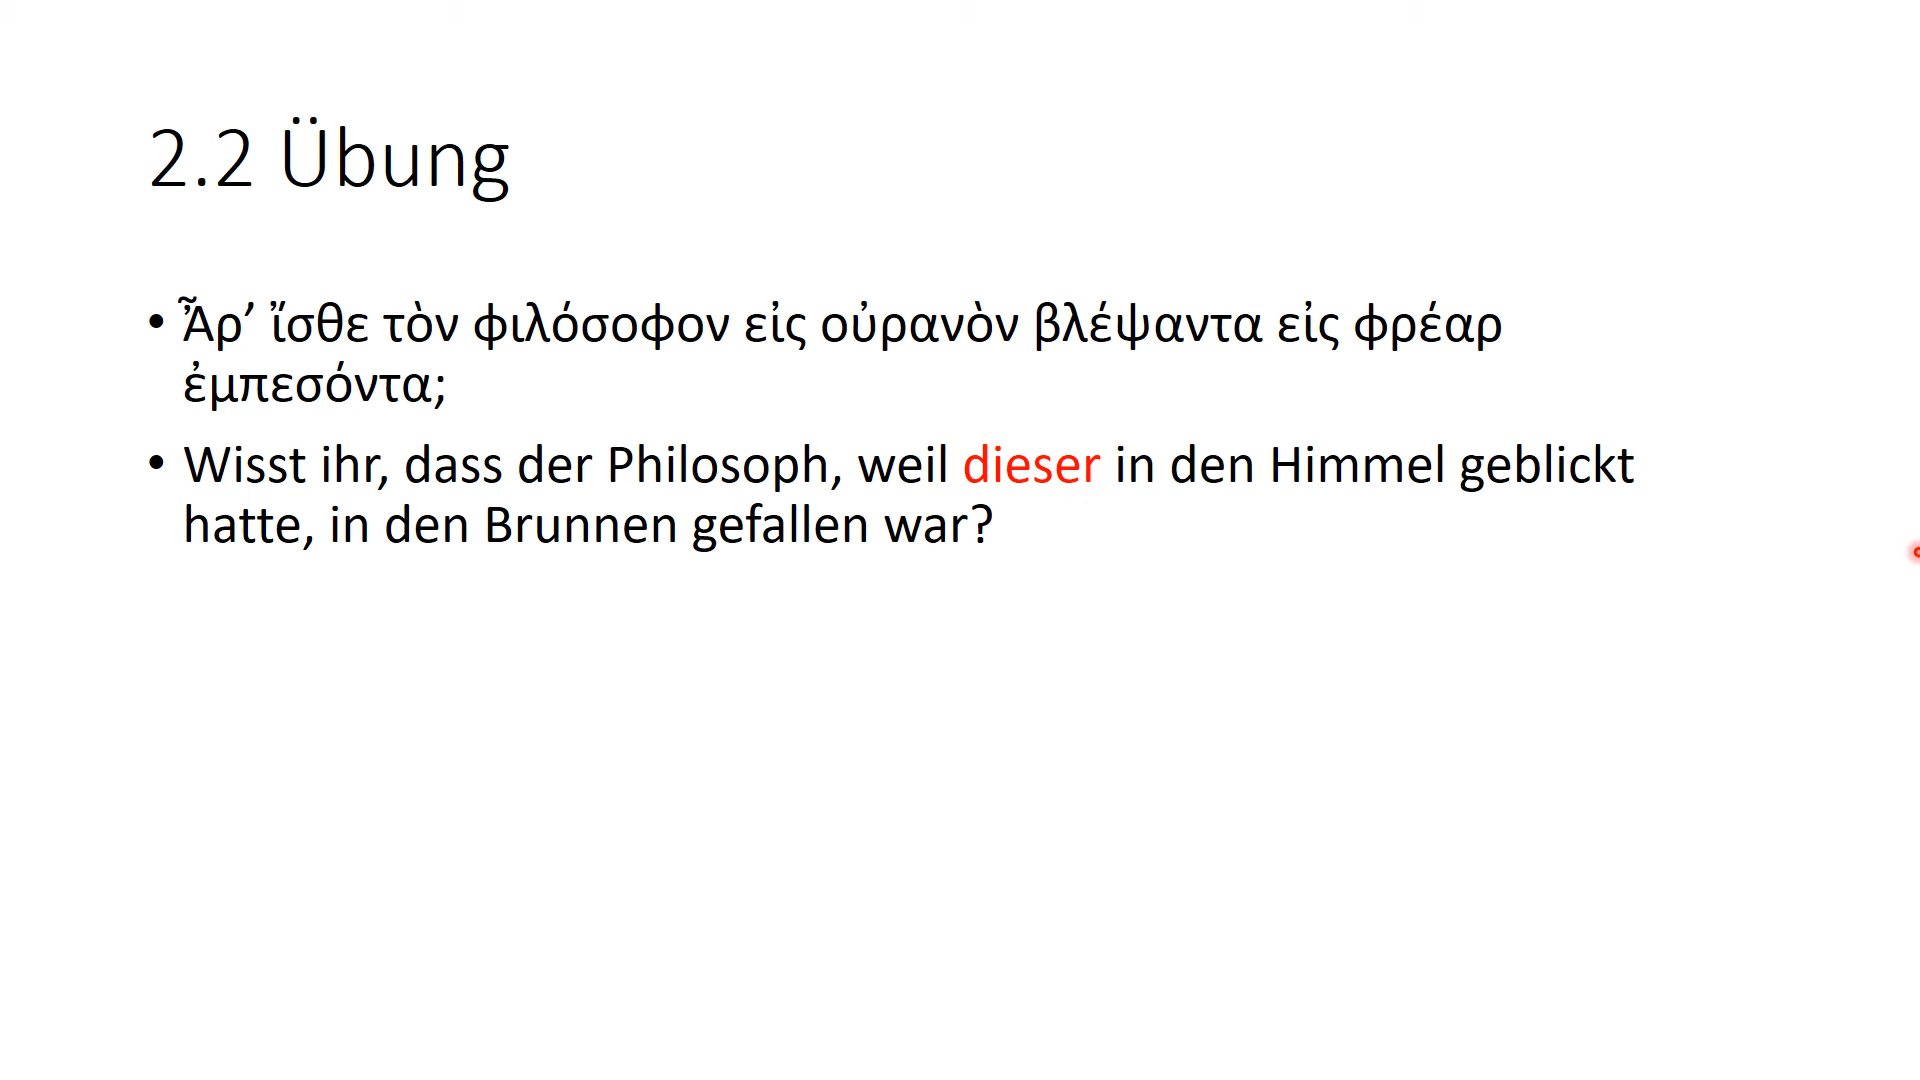 2.2 Übung
• Ἆρ’ ἴσθε τὸν φιλόσοφον εἰς οὐρανὸν βλέψαντα εἰς φρέαρ
ἐμπεσόντα;
• Wisst ihr, dass der Philosoph, weil dieser in den Himmel geblickt
hatte, in den Brunnen gefallen war?